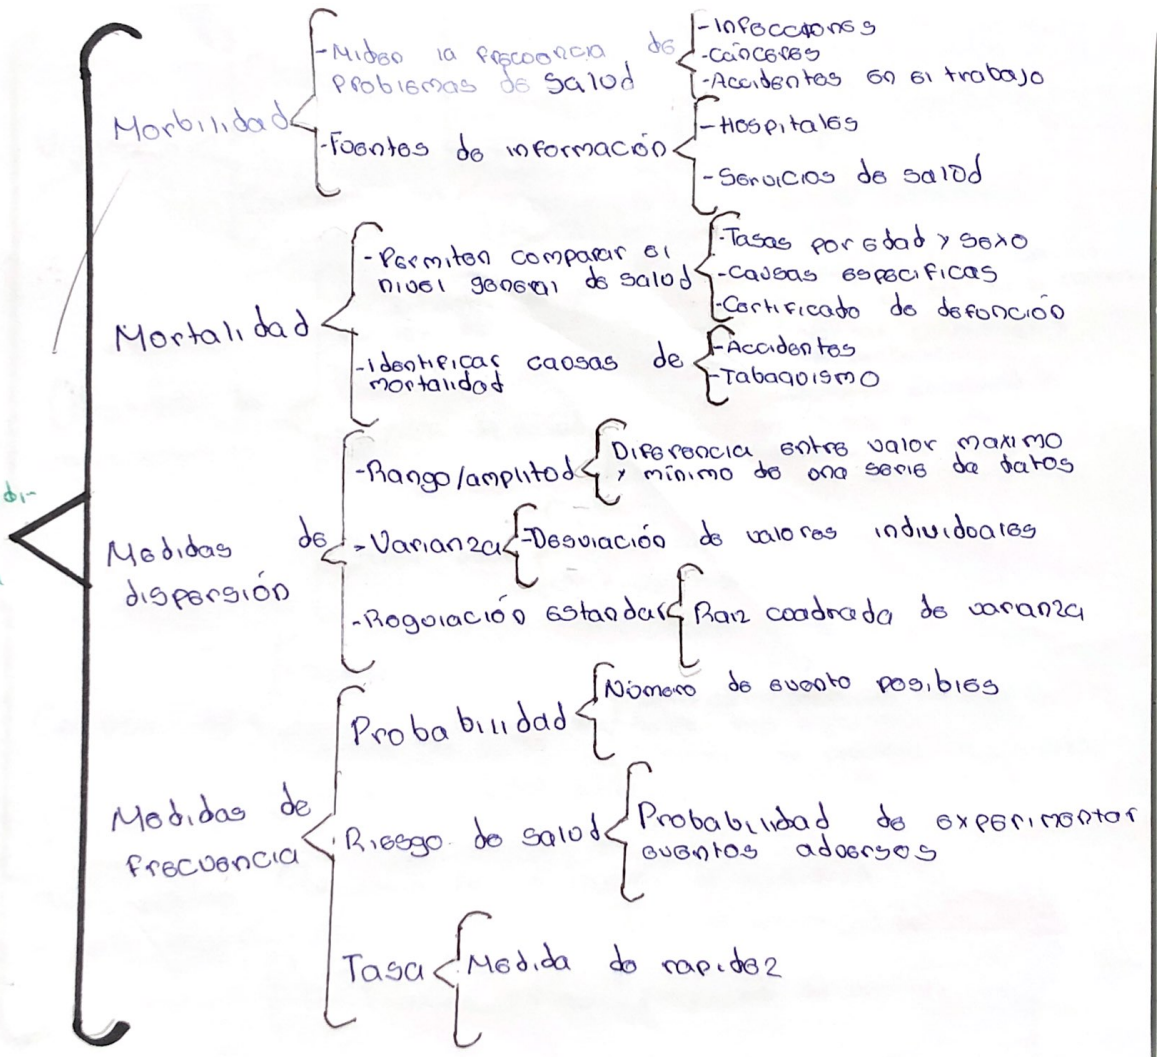 Morbilidad
-Miden la frecuencia de
problemas de salud
-Infecciones
-Cánceres
-Accidentes en el trabajo
-Fuentes de información
-Hospitales
-Servicios de salud
Mortalidad
-Permiten comparar el
nivel general de salud
-Tasas por edad y sexo
-Causas especificas
-Certificado de defunción
-Identificar causas de
mortalidad
-Accidentes
-Tabaquismo
Medidas de
dispersión
-Rango/amplitud
Diferencia entre valor maximo
y mínimo de una serie de datos
-Varianza
-Desviación de valores individuales
-Regulación estandar
Raiz cuadrada de varianza
Medidas de
frecuencia
Probabilidad
Número de evento posibles
Riesgo de salud
Probabilidad de experimentar
eventos adversos
Tasa
Medida de rapidez